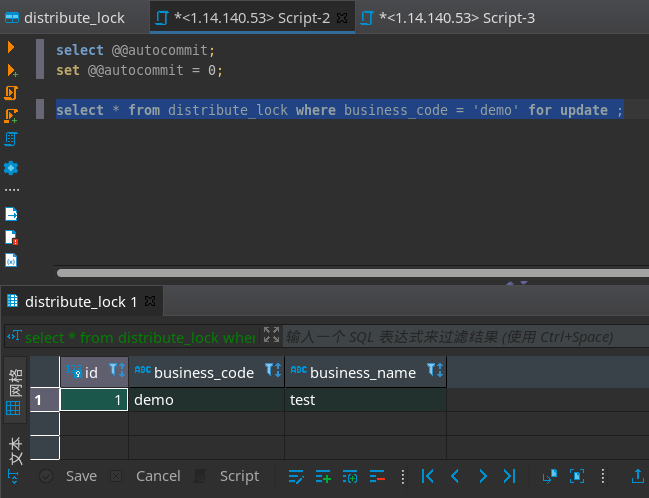 distribute_lock
*<1.14.140.53> Script-2
*<1.14.140.53> Script-3
select @@autocommit;
set @@autocommit = 0;
select * from distribute_lock where business_code = 'demo' for update ;
distribute_lock 1
select * from distribute_lock wher
输入一个 SQL 表达式来过滤结果 (使用 Ctrl+Space)
网格
文本
id
ABC business_code
ABC business_name
1
1
demo
test
Save
Cancel
Script